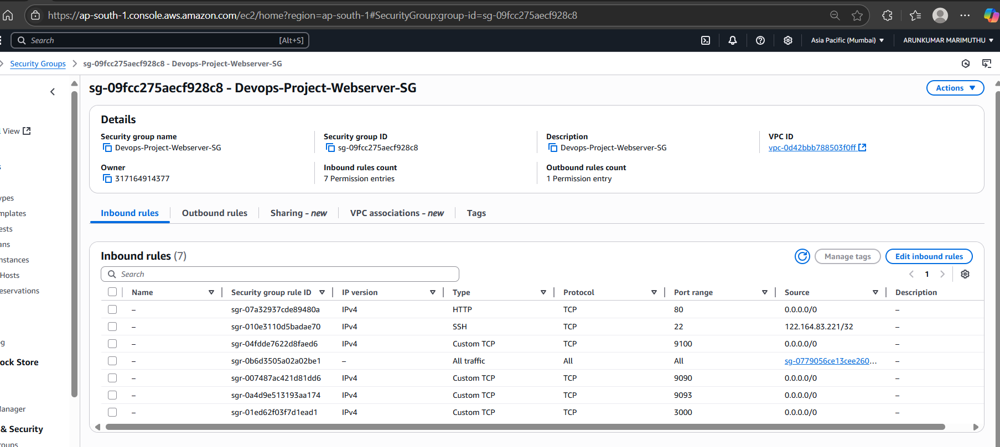 https://ap-south-1.console.aws.amazon.com/ec2/home?region=ap-south-1#SecurityGroup:group-id=sg-09fcc275aecf928c8
Search [Alt+S] Asia Pacific (Mumbai) ARUNKUMAR MARIMUTHU
Security Groups sg-09fcc275aecf928c8 - Devops-Project-Webserver-SG
sg-09fcc275aecf928c8 - Devops-Project-Webserver-SG Actions
Details
Security group name Security group ID Description VPC ID
Devops-Project-Webserver-SG sg-09fcc275aecf928c8 Devops-Project-Webserver-SG vpc-0d42bbb788503f0ff
Owner Inbound rules count Outbound rules count
317164914377 7 Permission entries 1 Permission entry
View
ypes
mplates
ests
ans
nstances
Hosts
eservations
g
ock Store
Manager
& Security
roups
Inbound rules Outbound rules Sharing - new VPC associations - new Tags
Inbound rules (7) Manage tags Edit inbound rules
Search 1
Name Security group rule ID IP version Type Protocol Port range Source Description
– sgr-07a32937cde89480a IPv4 HTTP TCP 80 0.0.0.0/0 –
– sgr-010e3110d5badae70 IPv4 SSH TCP 22 122.164.83.221/32 –
– sgr-04fdde7622d8faed6 IPv4 Custom TCP TCP 9100 0.0.0.0/0 –
– sgr-0b6d3505a02a02be1 – All traffic All All sg-0779056ce13cee260... –
– sgr-007487ac421d81dd6 IPv4 Custom TCP TCP 9090 0.0.0.0/0 –
– sgr-0a4d9e513193aa174 IPv4 Custom TCP TCP 9093 0.0.0.0/0 –
– sgr-01ed62f03f7d1ead1 IPv4 Custom TCP TCP 3000 0.0.0.0/0 –